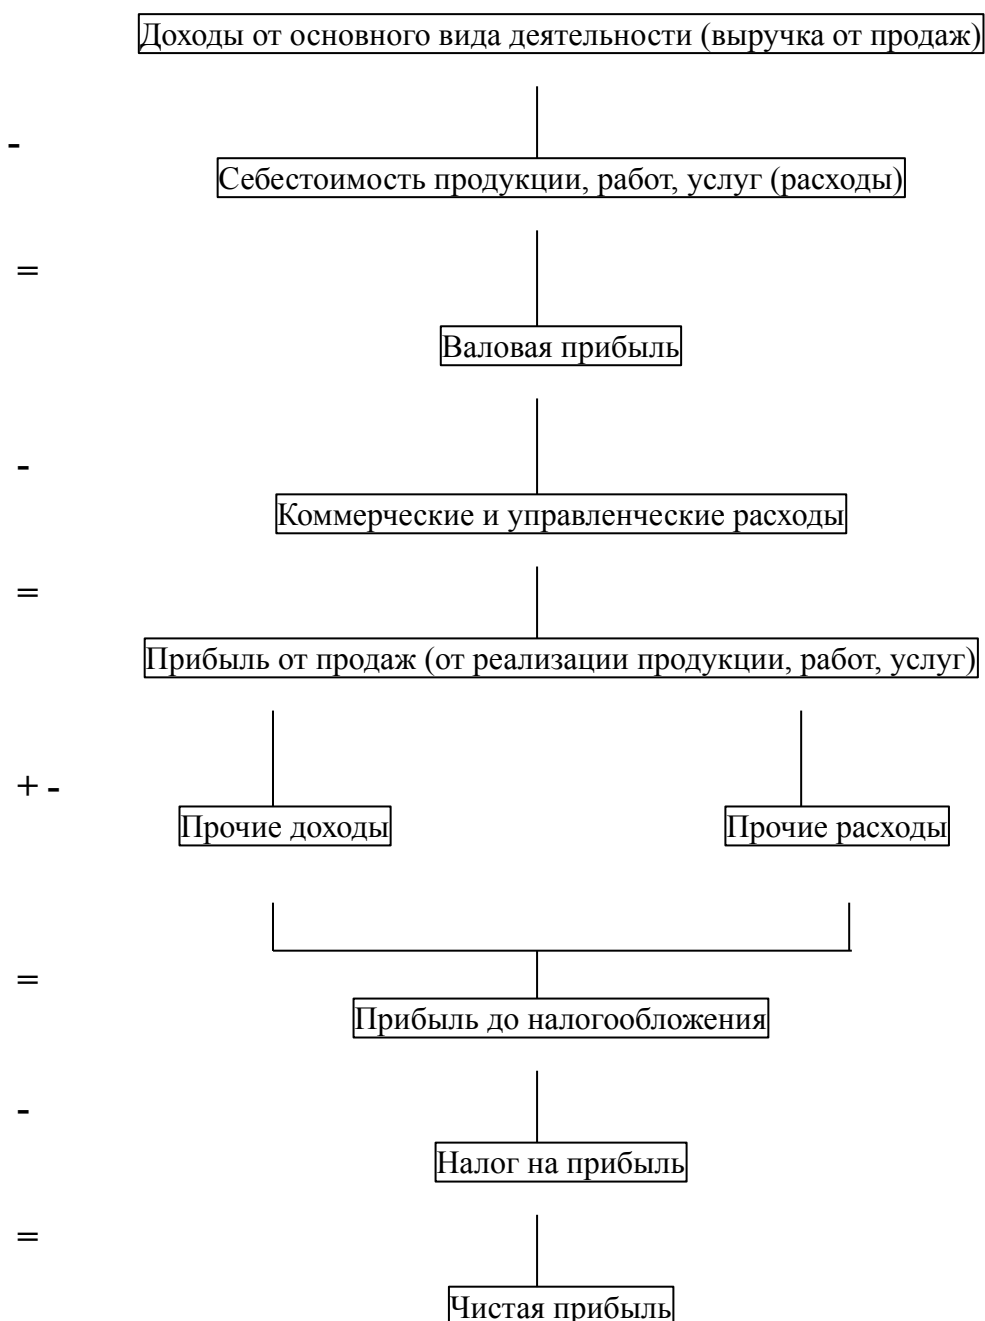 Доходы от основного вида деятельности (выручка от продаж)
-
Себестоимость продукции, работ, услуг (расходы)
=
Валовая прибыль
-
Коммерческие и управленческие расходы
=
Прибыль от продаж (от реализации продукции, работ, услуг)
+ -
Прочие доходы
Прочие расходы
=
Прибыль до налогообложения
-
Налог на прибыль
=
Чистая прибыль